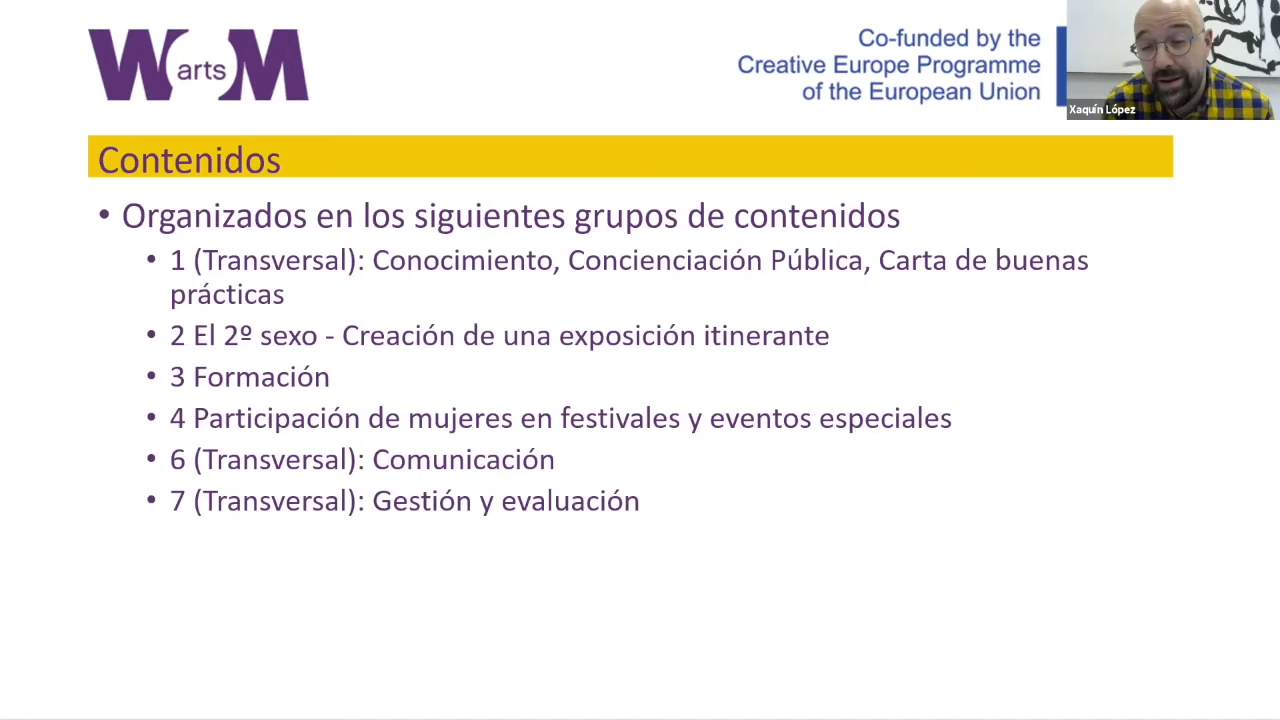 W arts M
Co-funded by the
Creative Europe Programme
of the European Union
Xaquín López
Contenidos
• Organizados en los siguientes grupos de contenidos
• 1 (Transversal): Conocimiento, Concienciación Pública, Carta de buenas
prácticas
• 2 El 2º sexo - Creación de una exposición itinerante
• 3 Formación
• 4 Participación de mujeres en festivales y eventos especiales
• 6 (Transversal): Comunicación
• 7 (Transversal): Gestión y evaluación